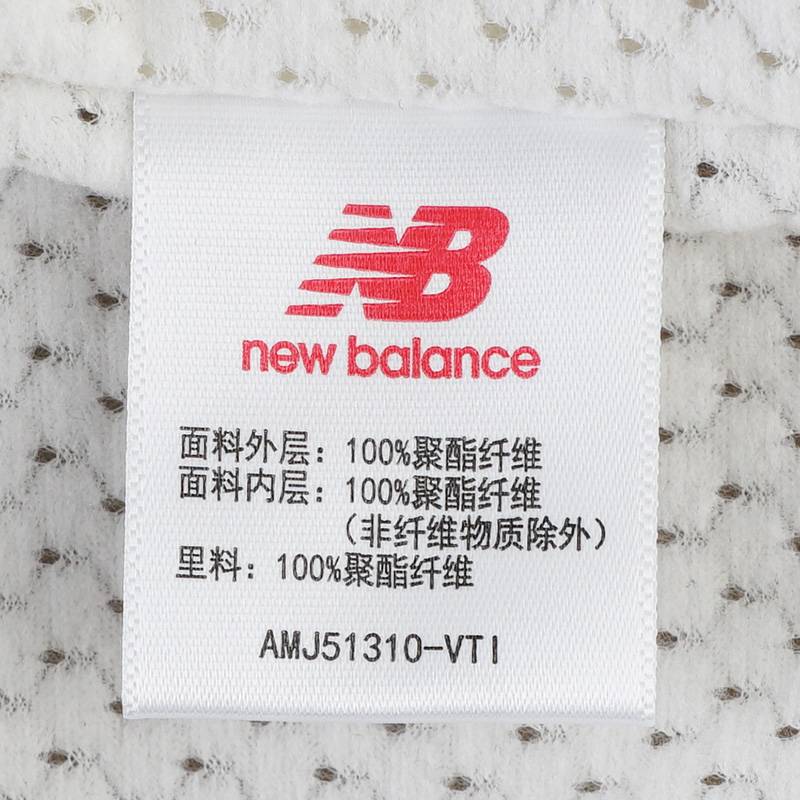 NB
new balance
面料外层：100%聚酯纤维
面料内层：100%聚酯纤维
（非纤维物质除外）
里料：100%聚酯纤维
AMJ51310-VTI